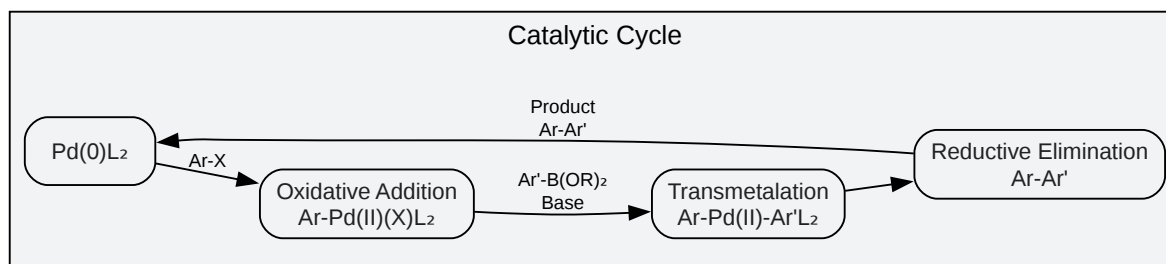 Catalytic Cycle
Pd(0)L₂
Ar-X
Oxidative Addition
Ar-Pd(II)(X)L₂
Ar'-B(OR)₂
Base
Transmetalation
Ar-Pd(II)-Ar'L₂
Reductive Elimination
Ar-Ar'
Product
Ar-Ar'